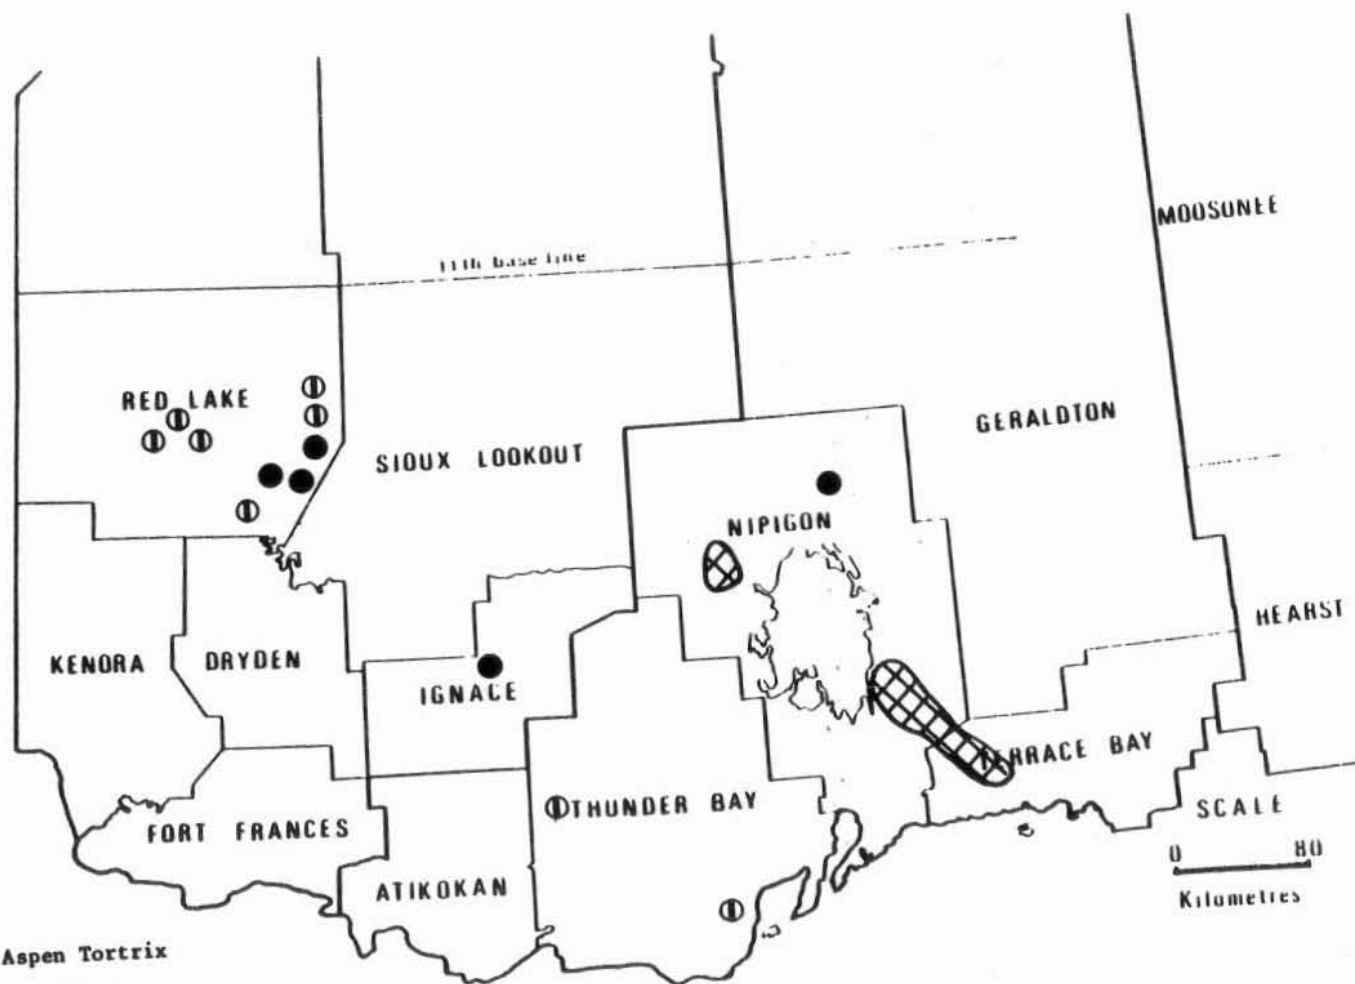 MOOSONEE
11th base line
RED LAKE
SIOUX LOOKOUT
GERALDTON
NIPIGON
HEARST
KENORA
DRYDEN
IGNACE
TERRACE BAY
THUNDER BAY
SCALE
FORT FRANCES
0 80
ATIKOKAN
Kilometres
Aspen Tortrix